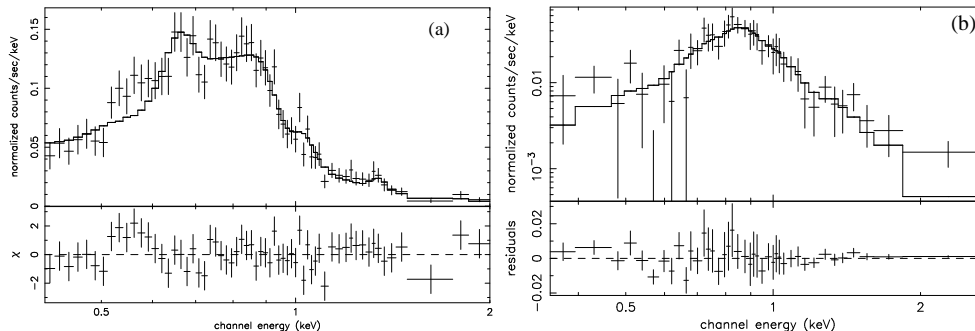 (a)
normalized counts/sec/keV
0.15
0.1
0.05
0
χ
2
0
−2
0.5
1
2
channel energy (keV)
(b)
normalized counts/sec/keV
0.01
10−3
residuals
0.02
0
−0.02
0.5
1
2
channel energy (keV)